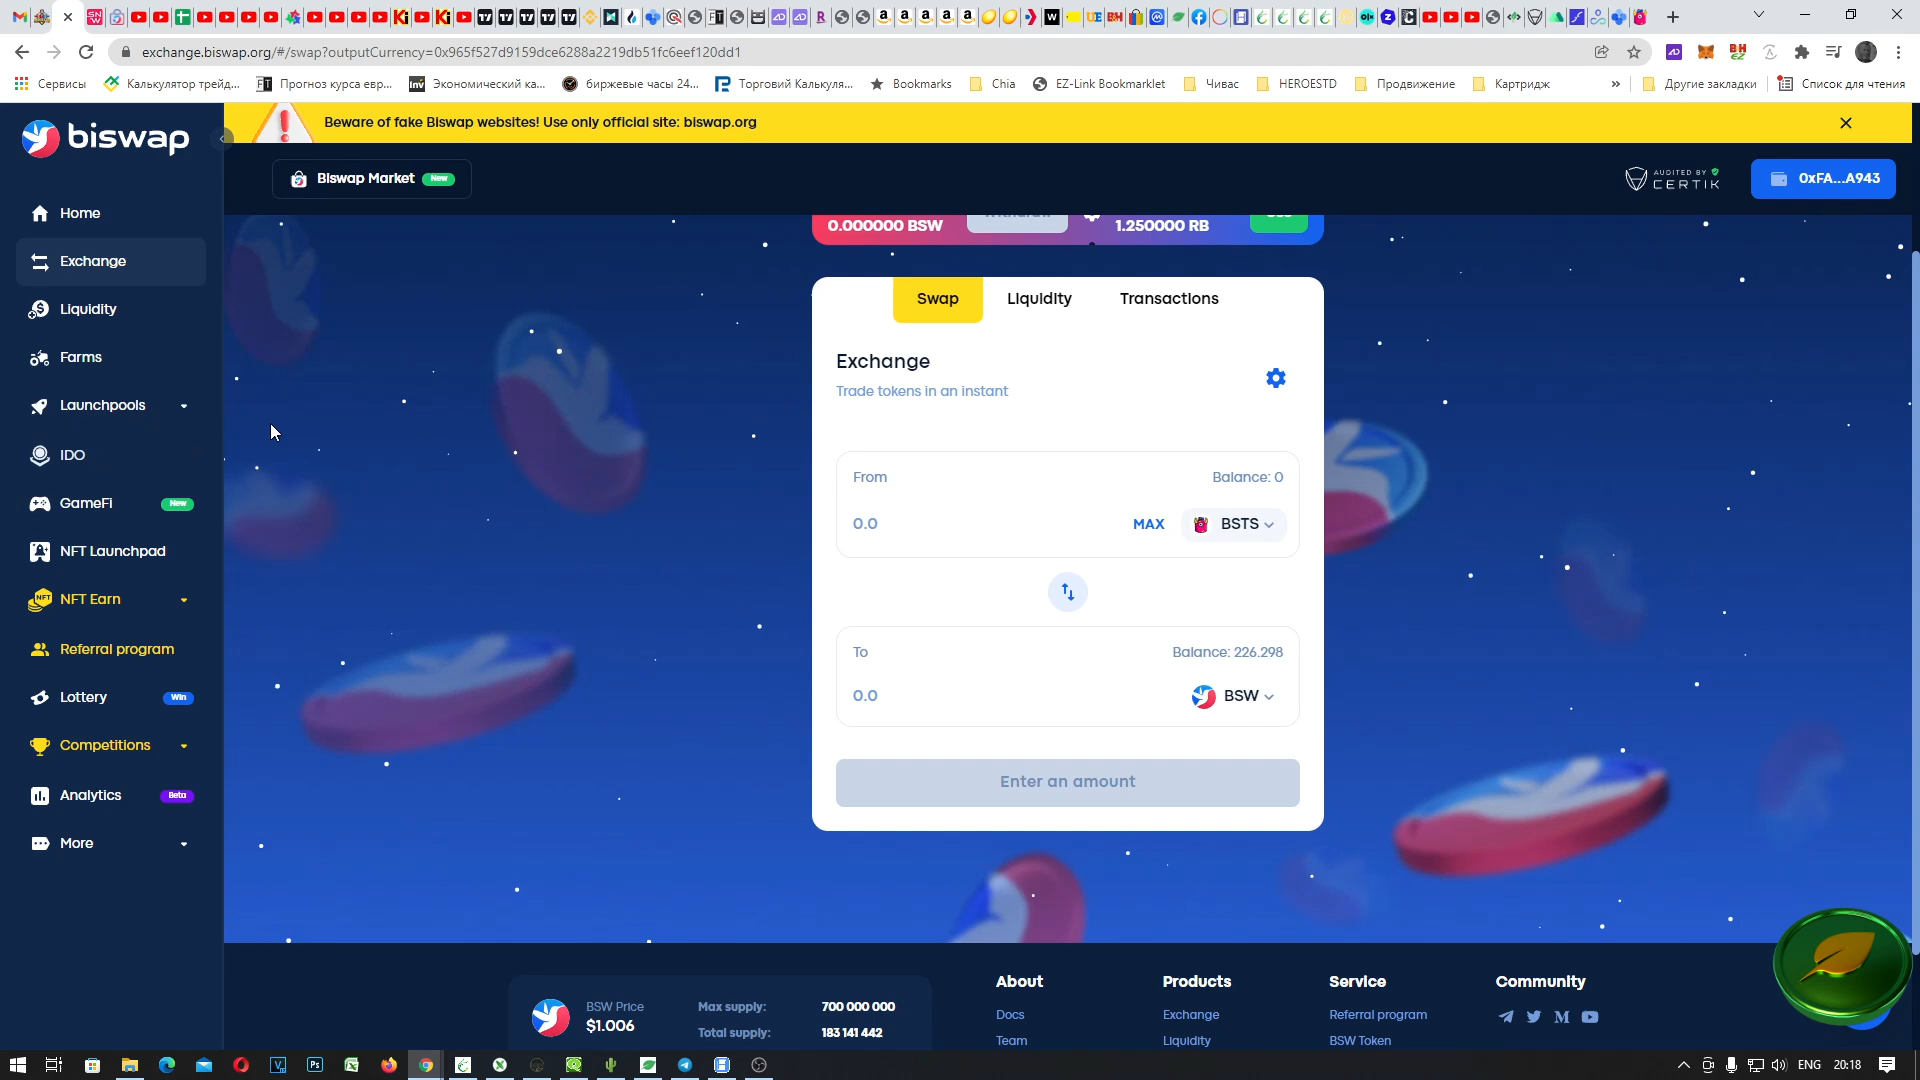 exchange.biswap.org/#/swap?outputCurrency=0x965f527d9159dce6288a2219db51fc6eef120dd1
Сервисы
Калькулятор трейд...
Прогноз курса евр...
Экономический ка...
биржевые часы 24...
Торговий Калькуля...
Bookmarks
Chia
EZ-Link Bookmarklet
Чивас
HEROESTD
Продвижение
Картридж
»
Другие закладки
Список для чтения
biswap
Beware of fake Biswap websites! Use only official site: biswap.org
Biswap Market New
AUDITED BY
CERTIK
0xFA...A943
Home
Exchange
Liquidity
Farms
Launchpools
IDO
GameFi New
NFT Launchpad
NFT Earn
Referral program
Lottery Win
Competitions
Analytics Beta
More
0.000000 BSW
1.250000 RB
Swap
Liquidity
Transactions
Exchange
Trade tokens in an instant
From
Balance: 0
0.0
MAX
BSTS
To
Balance: 226.298
0.0
BSW
Enter an amount
BSW Price
$1.006
Max supply:
700 000 000
Total supply:
183 141 442
About
Docs
Team
Products
Exchange
Liquidity
Service
Referral program
BSW Token
Community
ENG
20:18